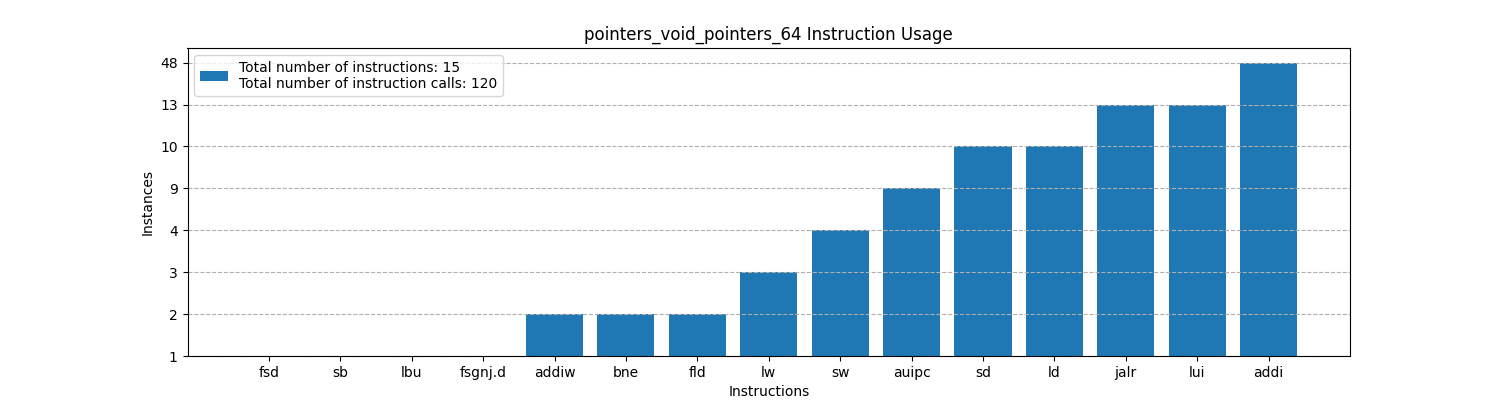 pointers_void_pointers_64 Instruction Usage
Total number of instructions: 15
Total number of instruction calls: 120
Instances
48
13
10
9
4
3
2
1
fsd sb lbu fsgnj.d addiw bne fld lw sw auipc sd ld jalr lui addi
Instructions